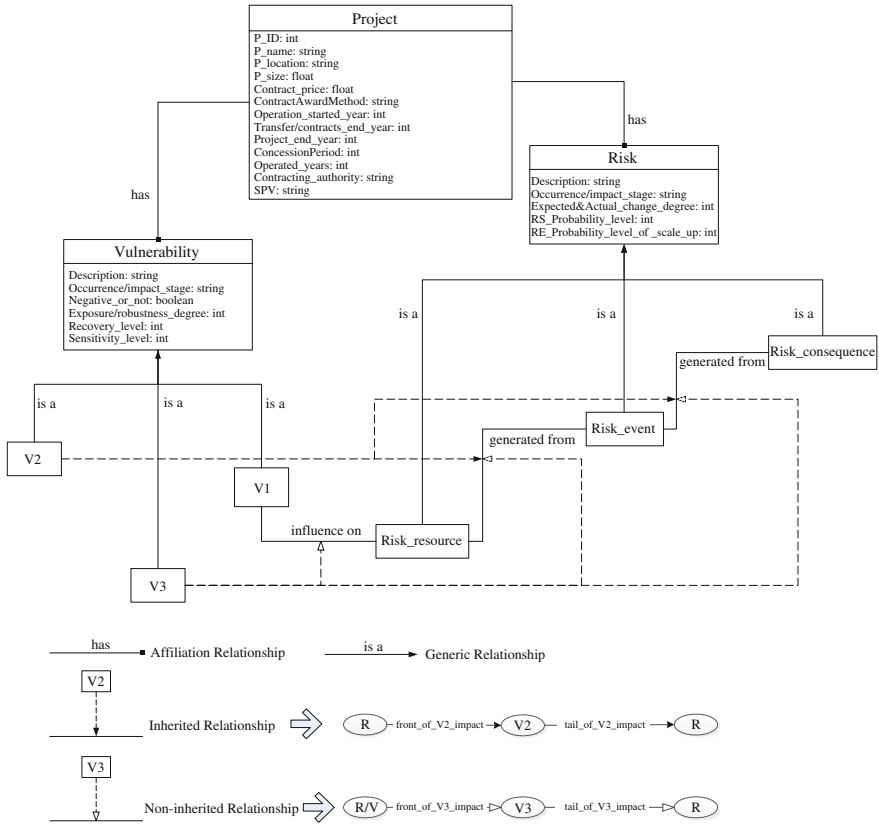 Project
P_ID: int
P_name: string
P_location: string
P_size: float
Contract_price: float
ContractAwardMethod: string
Operation_started_year: int
Transfer/contracts_end_year: int
Project_end_year: int
ConcessionPeriod: int
Operated_years: int
Contracting_authority: string
SPV: string
has
has
Risk
Description: string
Occurrence/impact_stage: string
Expected&Actual_change_degree: int
RS_Probability_level: int
RE_Probability_level_of _scale_up: int
Vulnerability
Description: string
Occurrence/impact_stage: string
Negative_or_not: boolean
Exposure/robustness_degree: int
Recovery_level: int
Sensitivity_level: int
is a
is a
is a
Risk_consequence
generated from
is a
is a
is a
Risk_event
generated from
V2
V1
influence on
Risk_resource
V3
has
Affiliation Relationship
is a
Generic Relationship
V2
Inherited Relationship
R
front_of_V2_impact
V2
tail_of_V2_impact
R
V3
Non-inherited Relationship
R/V
front_of_V3_impact
V3
tail_of_V3_impact
R